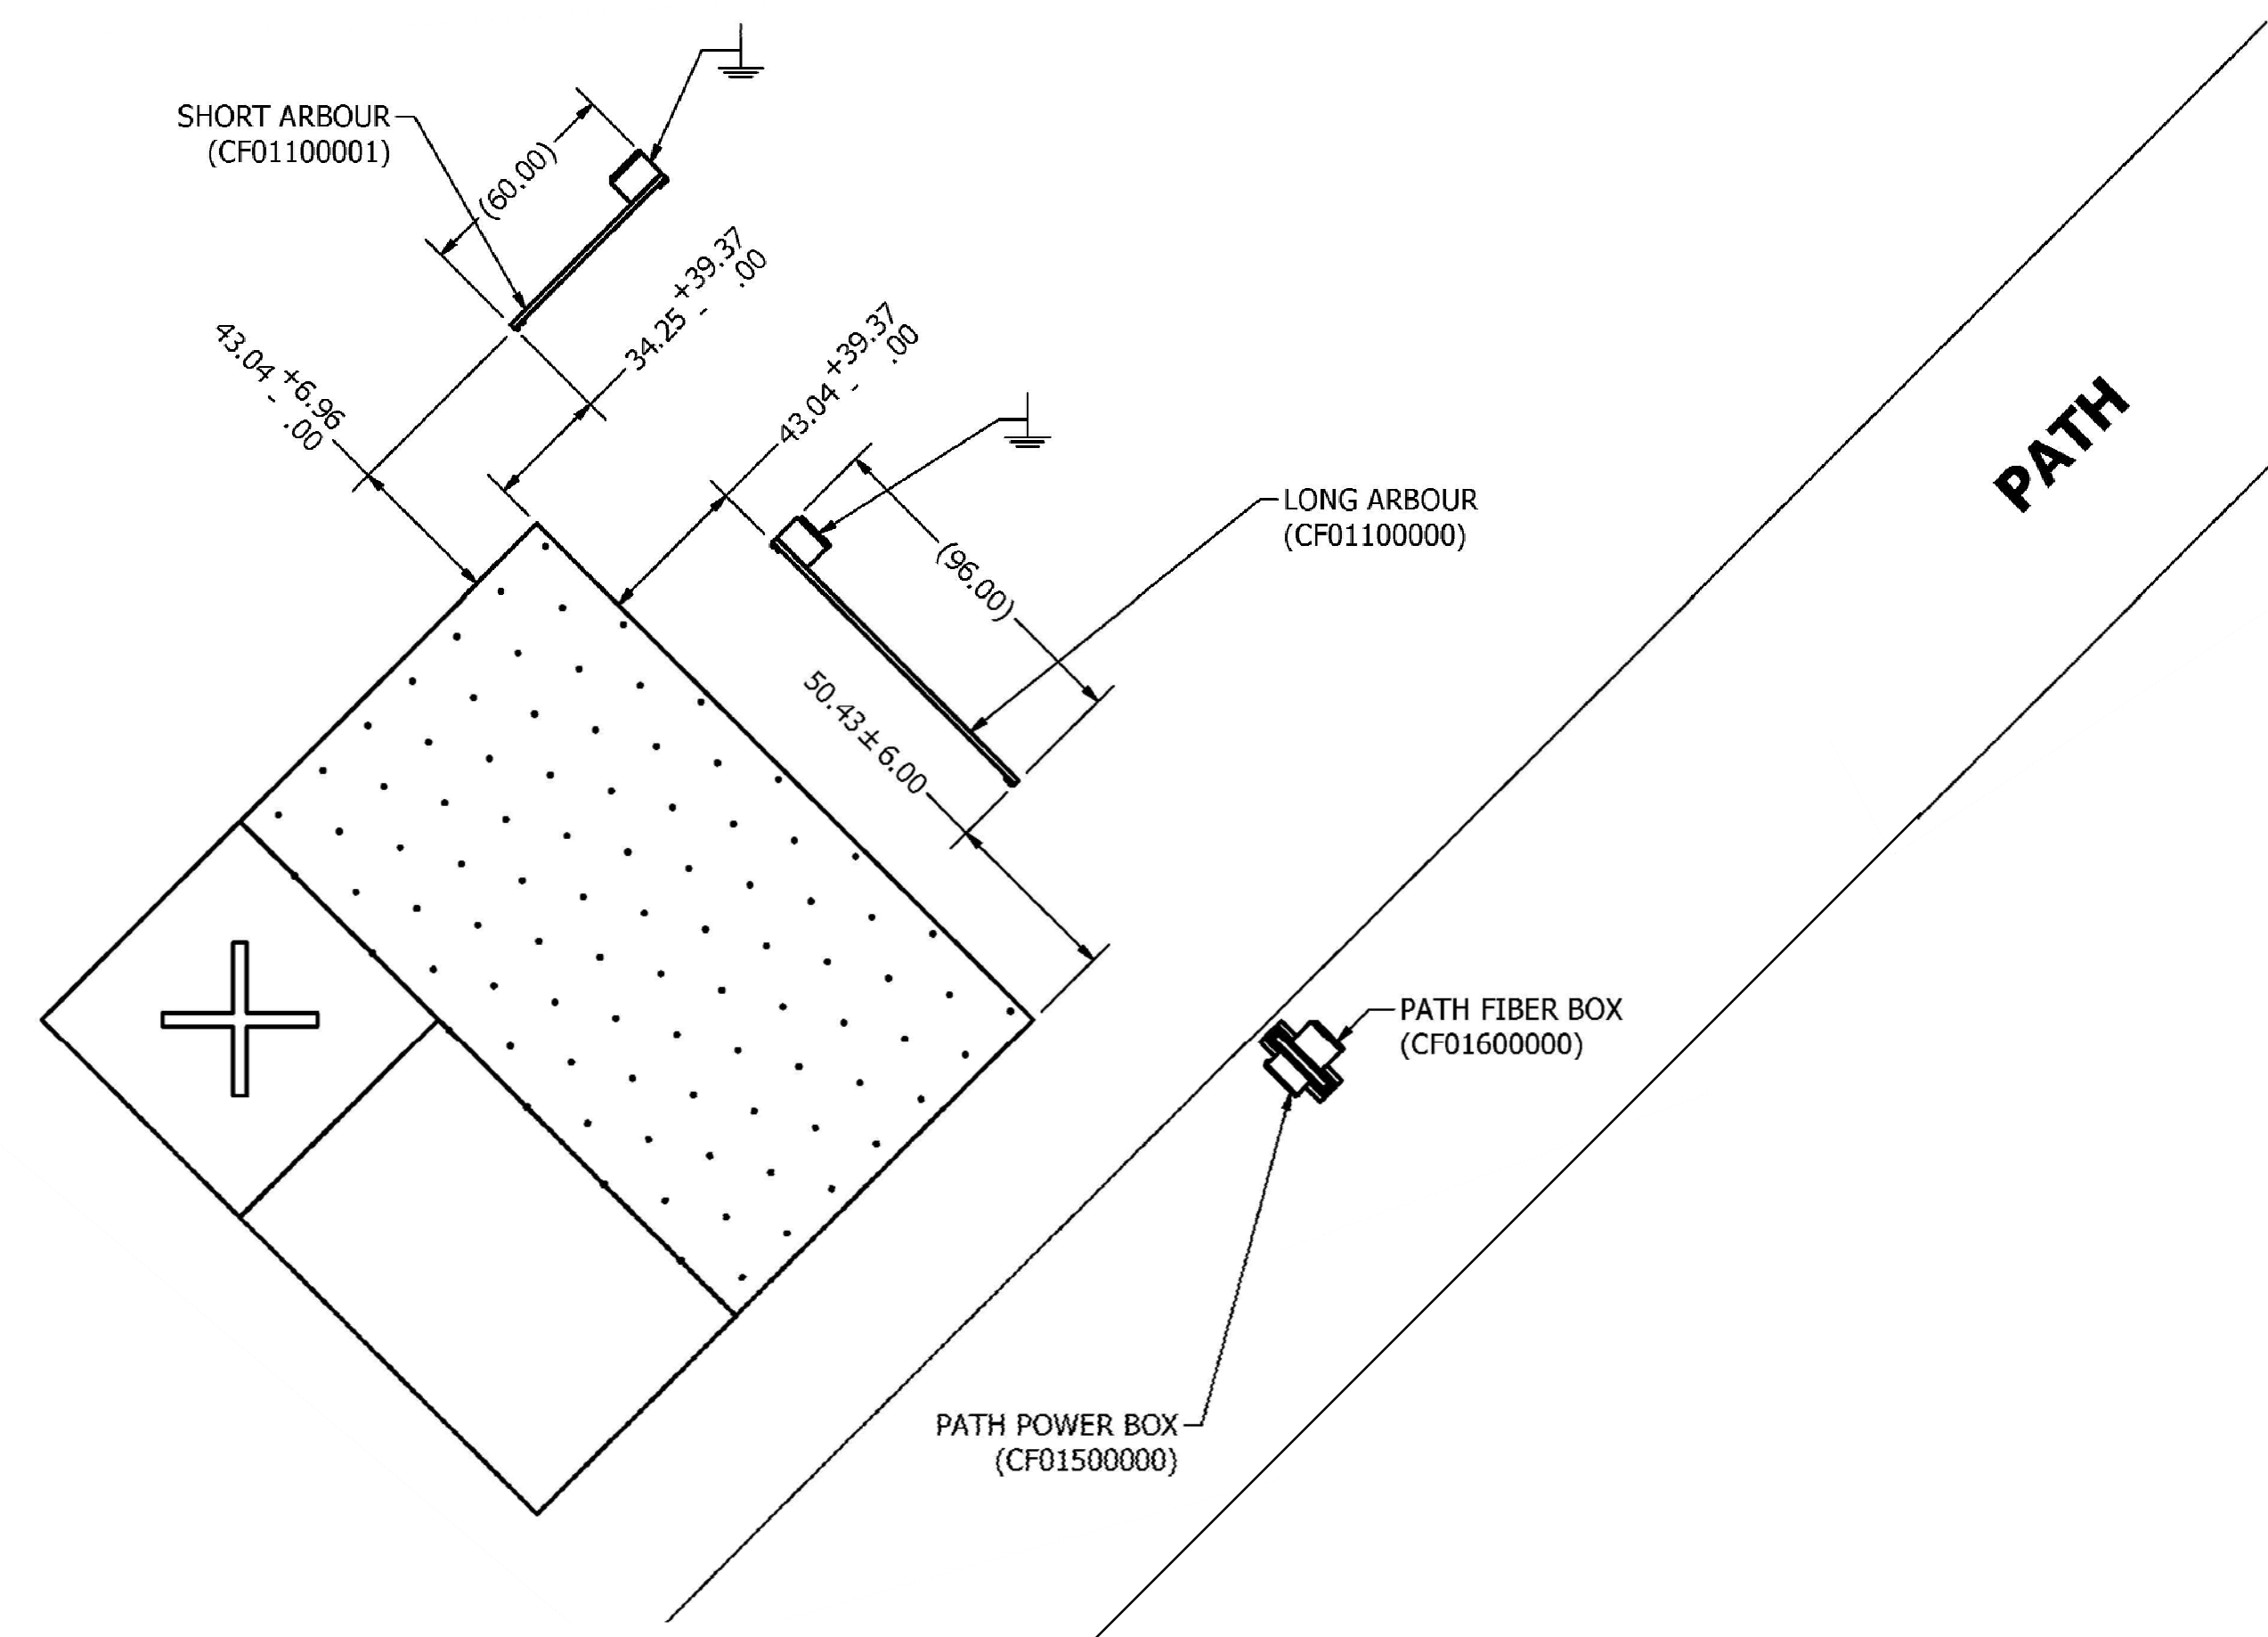 SHORT ARBOUR
(CF01100001)
(60.00)
34.25 +39.37
- .00
43.04 +6.96
- .00
43.04 +39.37
- .00
(96.00)
LONG ARBOUR
(CF01100000)
PATH
50.43±6.00
PATH FIBER BOX
(CF01600000)
PATH POWER BOX
(CF01500000)